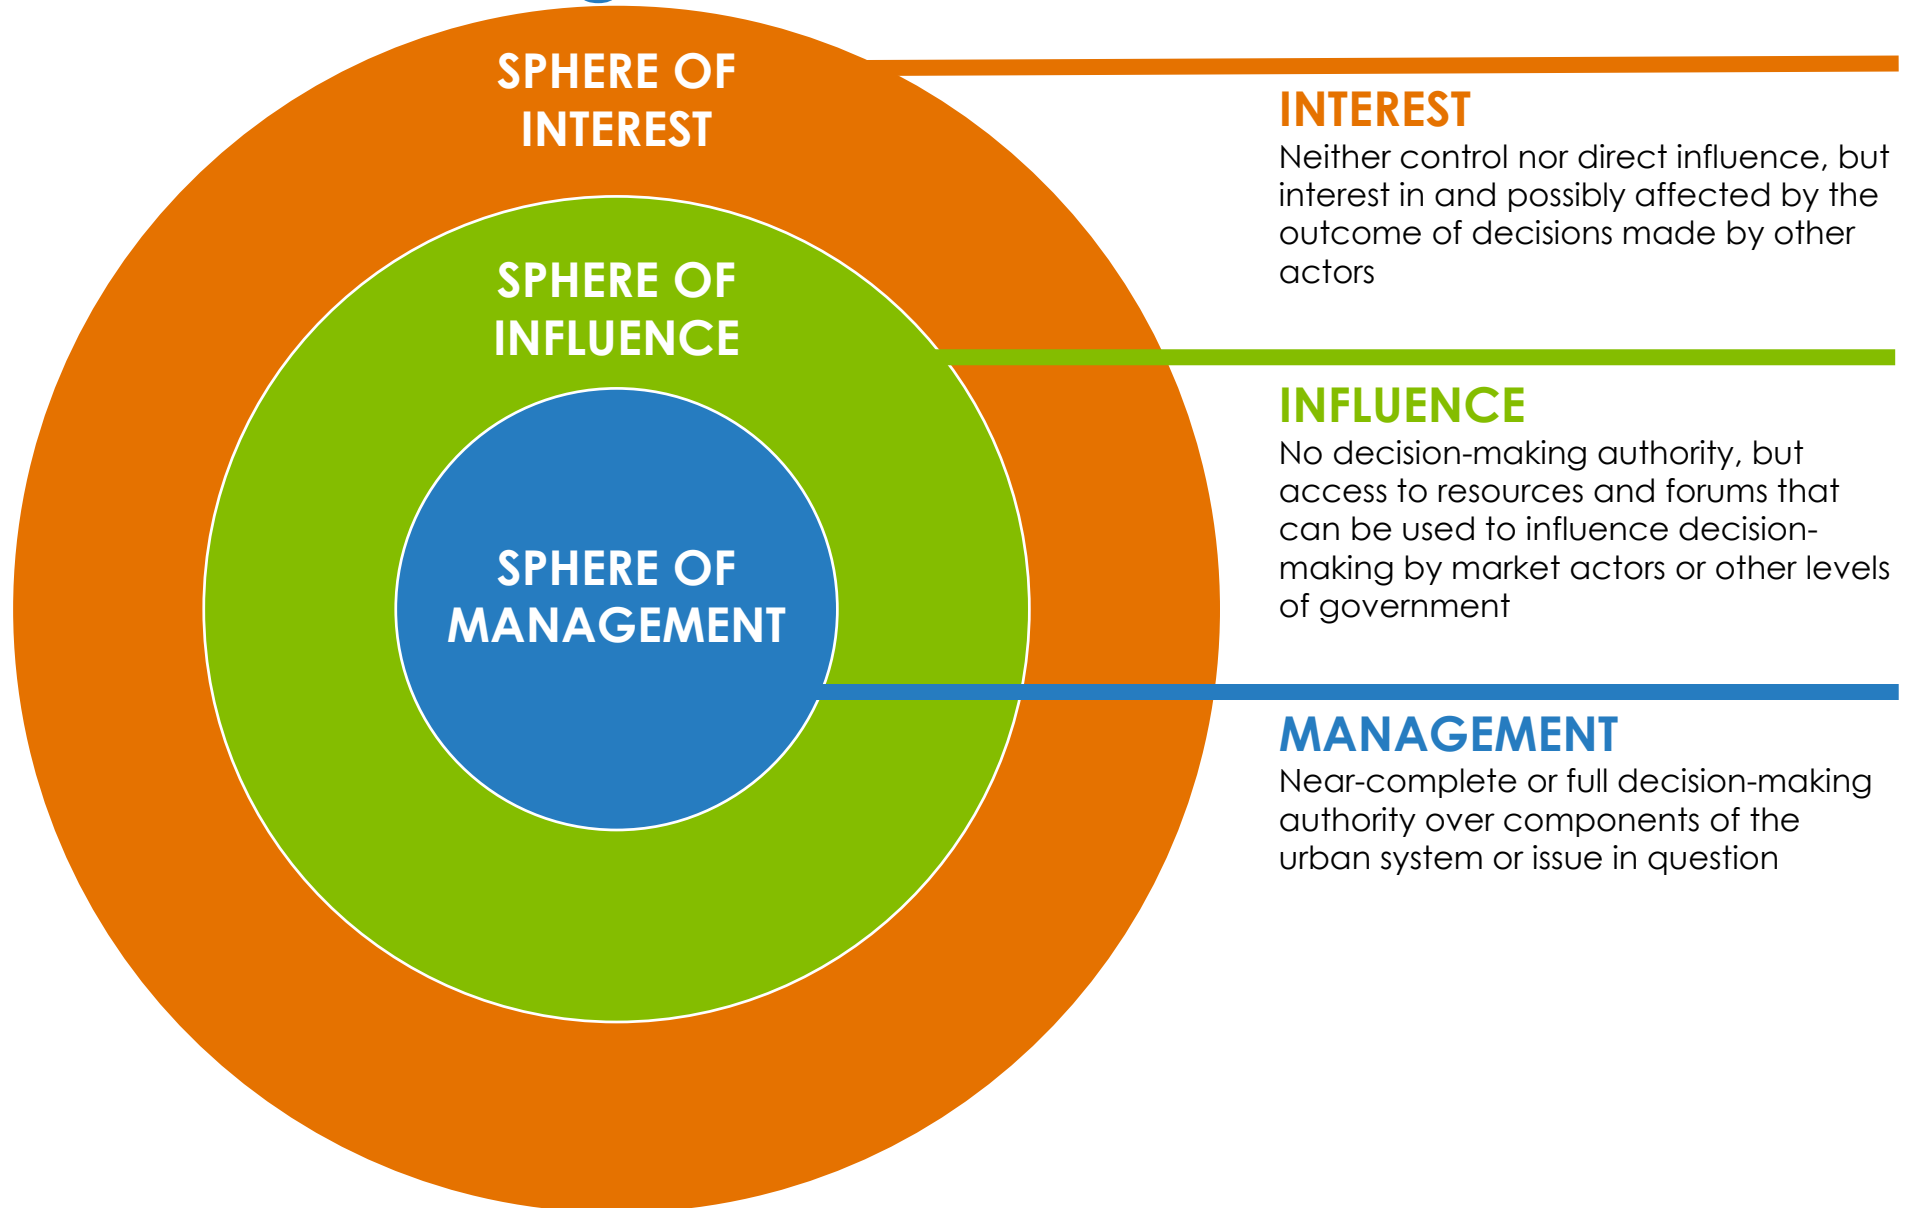 SPHERE OF
INTEREST
SPHERE OF
INFLUENCE
SPHERE OF
MANAGEMENT
INTEREST
Neither control nor direct influence, but
interest in and possibly affected by the
outcome of decisions made by other
actors
INFLUENCE
No decision-making authority, but
access to resources and forums that
can be used to influence decision-
making by market actors or other levels
of government
MANAGEMENT
Near-complete or full decision-making
authority over components of the
urban system or issue in question